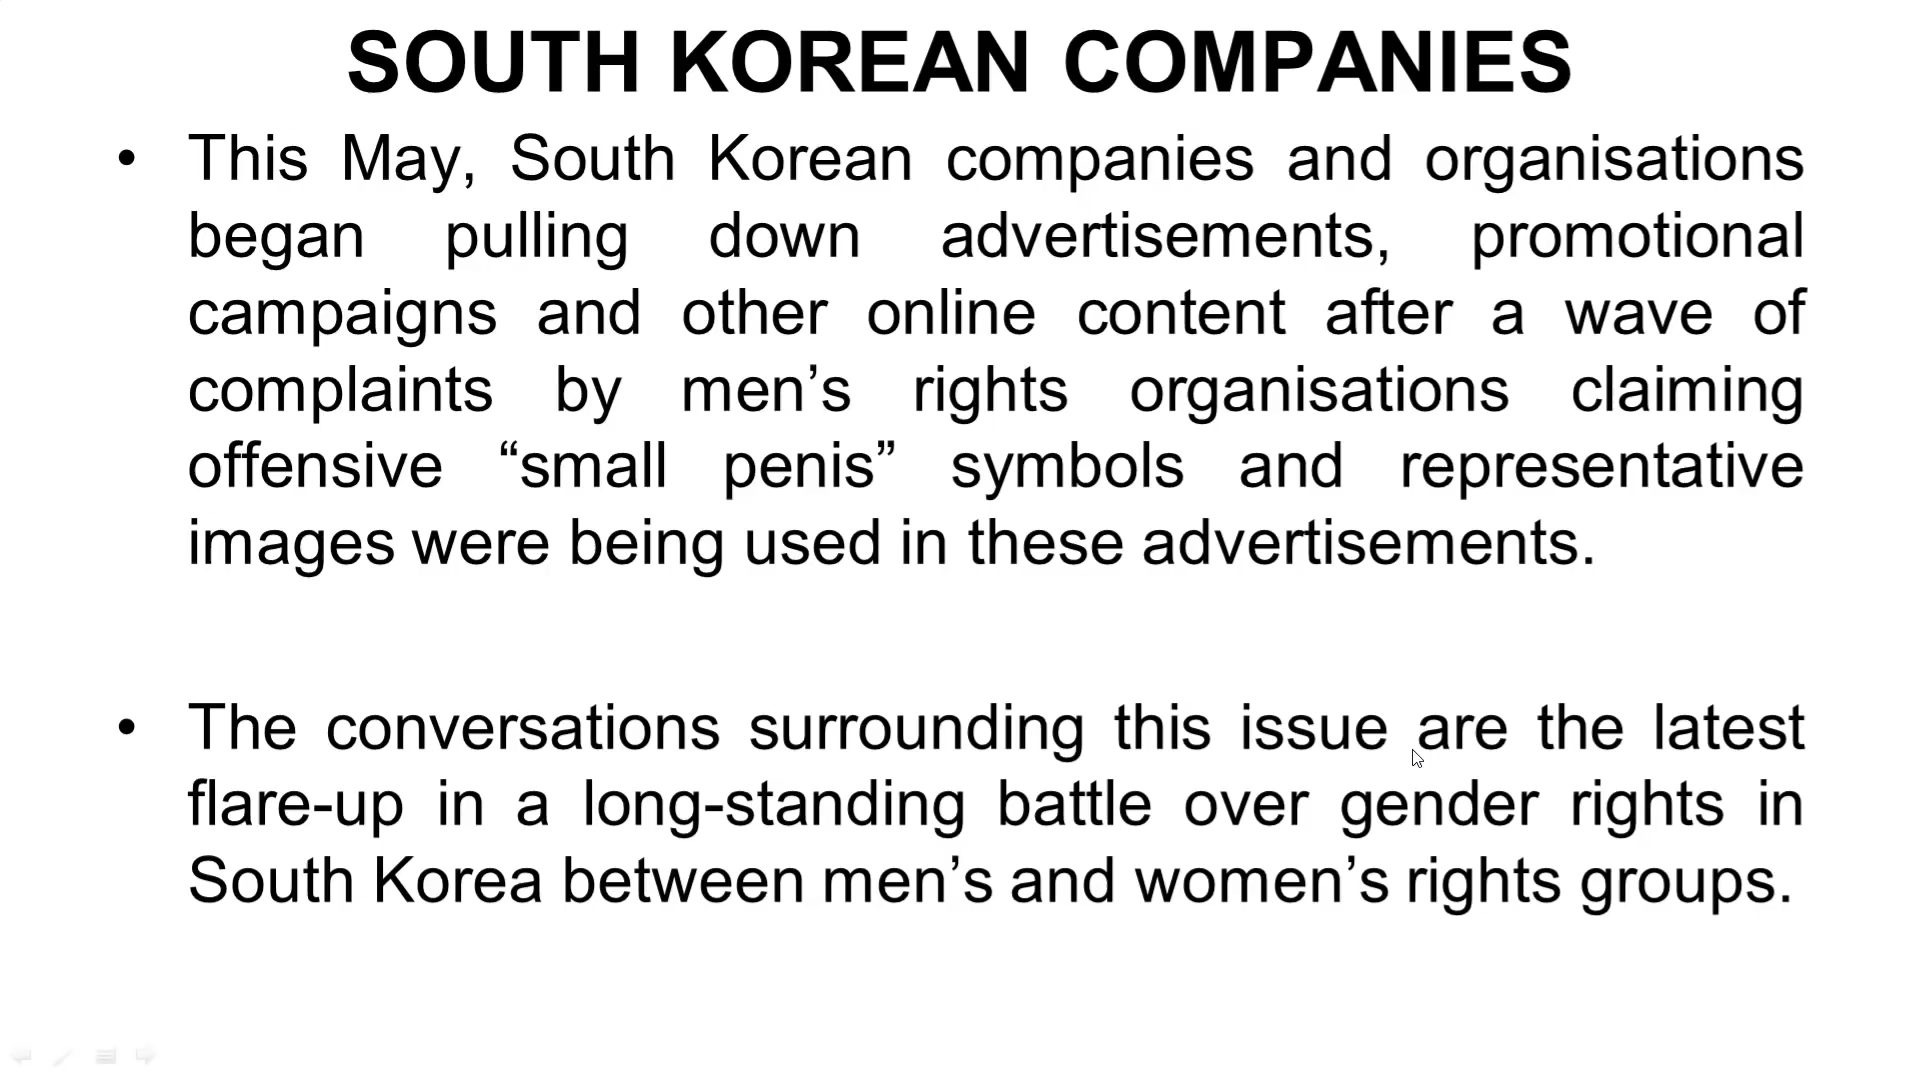 SOUTH KOREAN COMPANIES
• This May, South Korean companies and organisations
began pulling down advertisements, promotional
campaigns and other online content after a wave of
complaints by men’s rights organisations claiming
offensive “small penis” symbols and representative
images were being used in these advertisements.
• The conversations surrounding this issue are the latest
flare-up in a long-standing battle over gender rights in
South Korea between men’s and women’s rights groups.